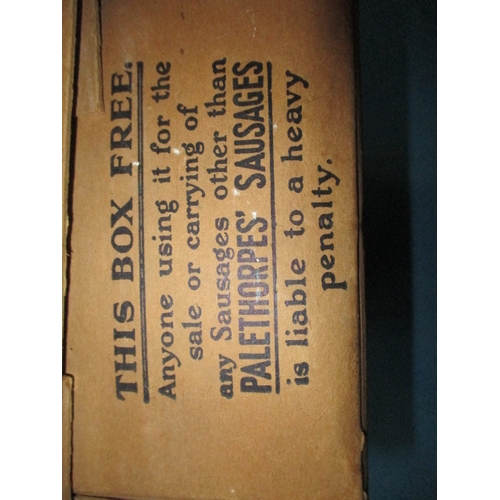 THIS BOX FREE.
Anyone using it for the
sale or carrying of
any Sausages other than
PALETHORPES' SAUSAGES
is liable to a heavy
penalty.